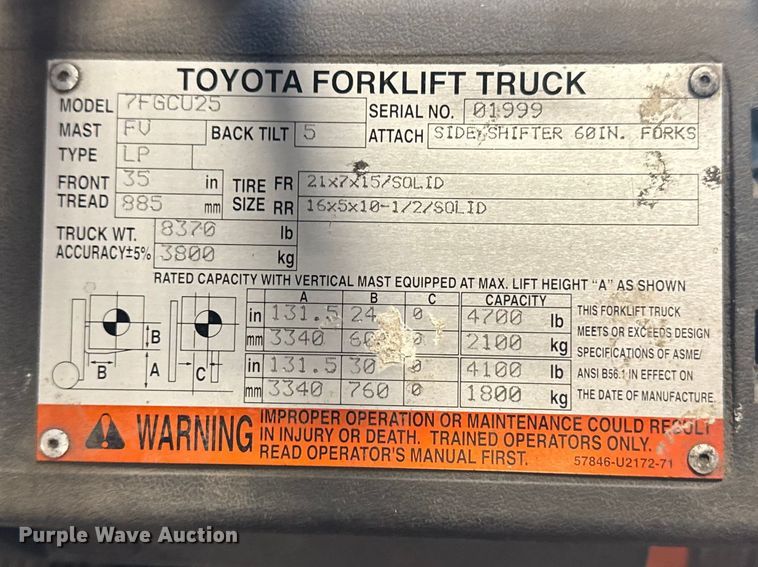 TOYOTA FORKLIFT TRUCK
MODEL 7FGCU25 SERIAL NO. 01999
MAST FV BACK TILT 5 ATTACH SIDE SHIFTER 60IN. FORKS
TYPE LP
FRONT TREAD 35 in TIRE SIZE FR 21x7x15/SOLID
885 mm RR 16x5x10-1/2/SOLID
TRUCK WT. 8370 lb
ACCURACY±5% 3800 kg
RATED CAPACITY WITH VERTICAL MAST EQUIPPED AT MAX. LIFT HEIGHT "A" AS SHOWN
A B C CAPACITY
in 131.5 24 0 4700 lb
mm 3340 0 2100 kg
in 131.5 30 0 4100 lb
mm 3340 760 0 1800 kg
B B A C
THIS FORKLIFT TRUCK
MEETS OR EXCEEDS DESIGN
SPECIFICATIONS OF ASME/
ANSI B56.1 IN EFFECT ON
THE DATE OF MANUFACTURE
WARNING
IMPROPER OPERATION OR MAINTENANCE COULD RESULT
IN INJURY OR DEATH. TRAINED OPERATORS ONLY.
READ OPERATOR'S MANUAL FIRST.
57846-U2172-71
Purple Wave Auction